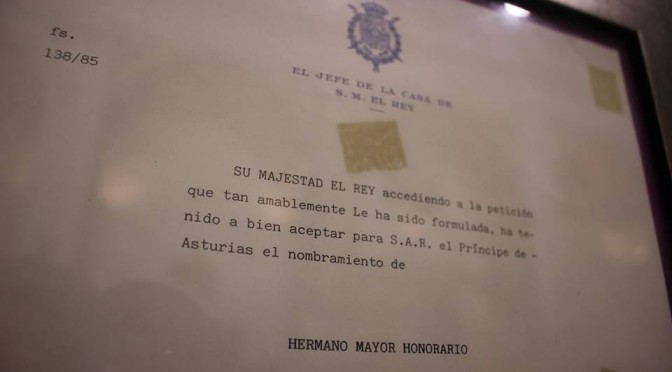 fs.
138/85
EL JEFE DE LA CASA DE
S. M. EL REY
SU MAJESTAD EL REY accediendo a la petición
que tan amablemente Le ha sido formulada, ha te-
nido a bien aceptar para S.A.R. el Príncipe de -
Asturias el nombramiento de
HERMANO MAYOR HONORARIO